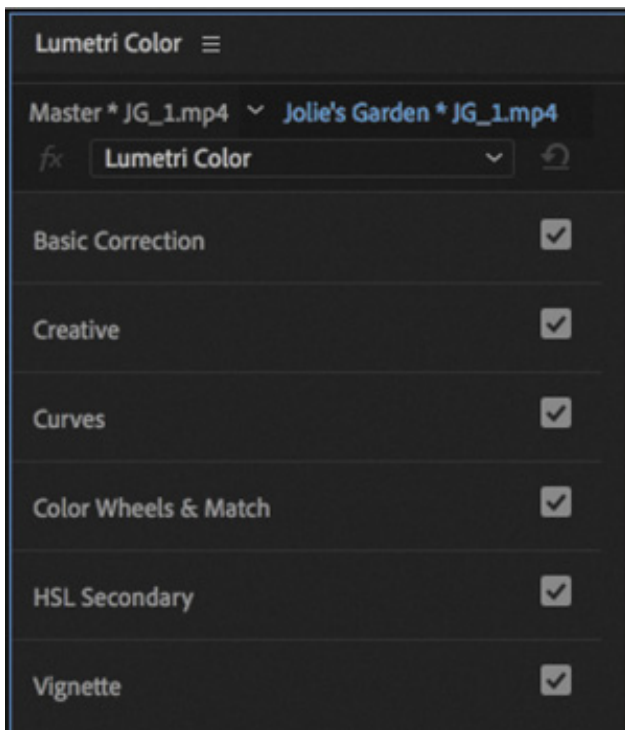 Lumetri Color
Master * JG_1.mp4 Jolie's Garden * JG_1.mp4
fx Lumetri Color
Basic Correction
Creative
Curves
Color Wheels & Match
HSL Secondary
Vignette